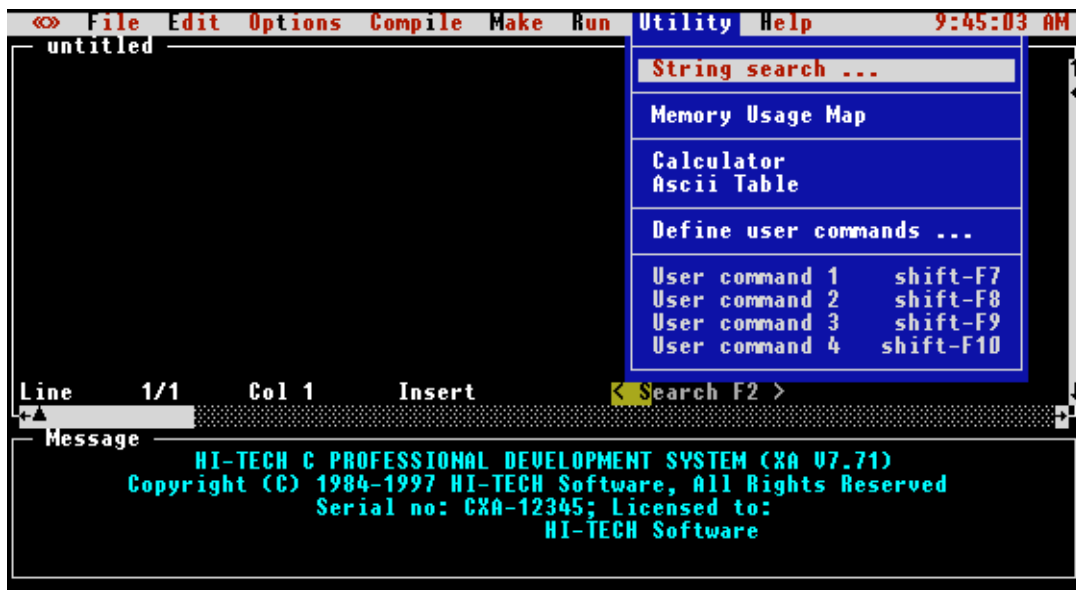 «» File Edit Options Compile Make Run Utility Help 9:45:03 AM
untitled
String search ...
Memory Usage Map
Calculator
Ascii Table
Define user commands ...
User command 1 shift-F7
User command 2 shift-F8
User command 3 shift-F9
User command 4 shift-F10
Line 1/1 Col 1 Insert < Search F2 >
Message
HI-TECH C PROFESSIONAL DEVELOPMENT SYSTEM (XA V7.71)
Copyright (C) 1984-1997 HI-TECH Software, All Rights Reserved
Serial no: CXA-12345; Licensed to:
HI-TECH Software